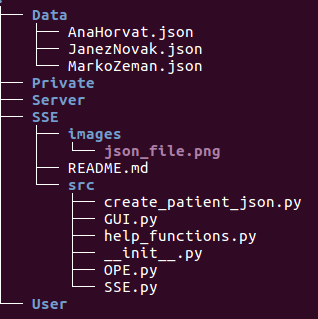 Data
AnaHorvat.json
JanezNovak.json
MarkoZeman.json
Private
Server
SSE
images
json_file.png
README.md
src
create_patient_json.py
GUI.py
help_functions.py
__init__.py
OPE.py
SSE.py
User